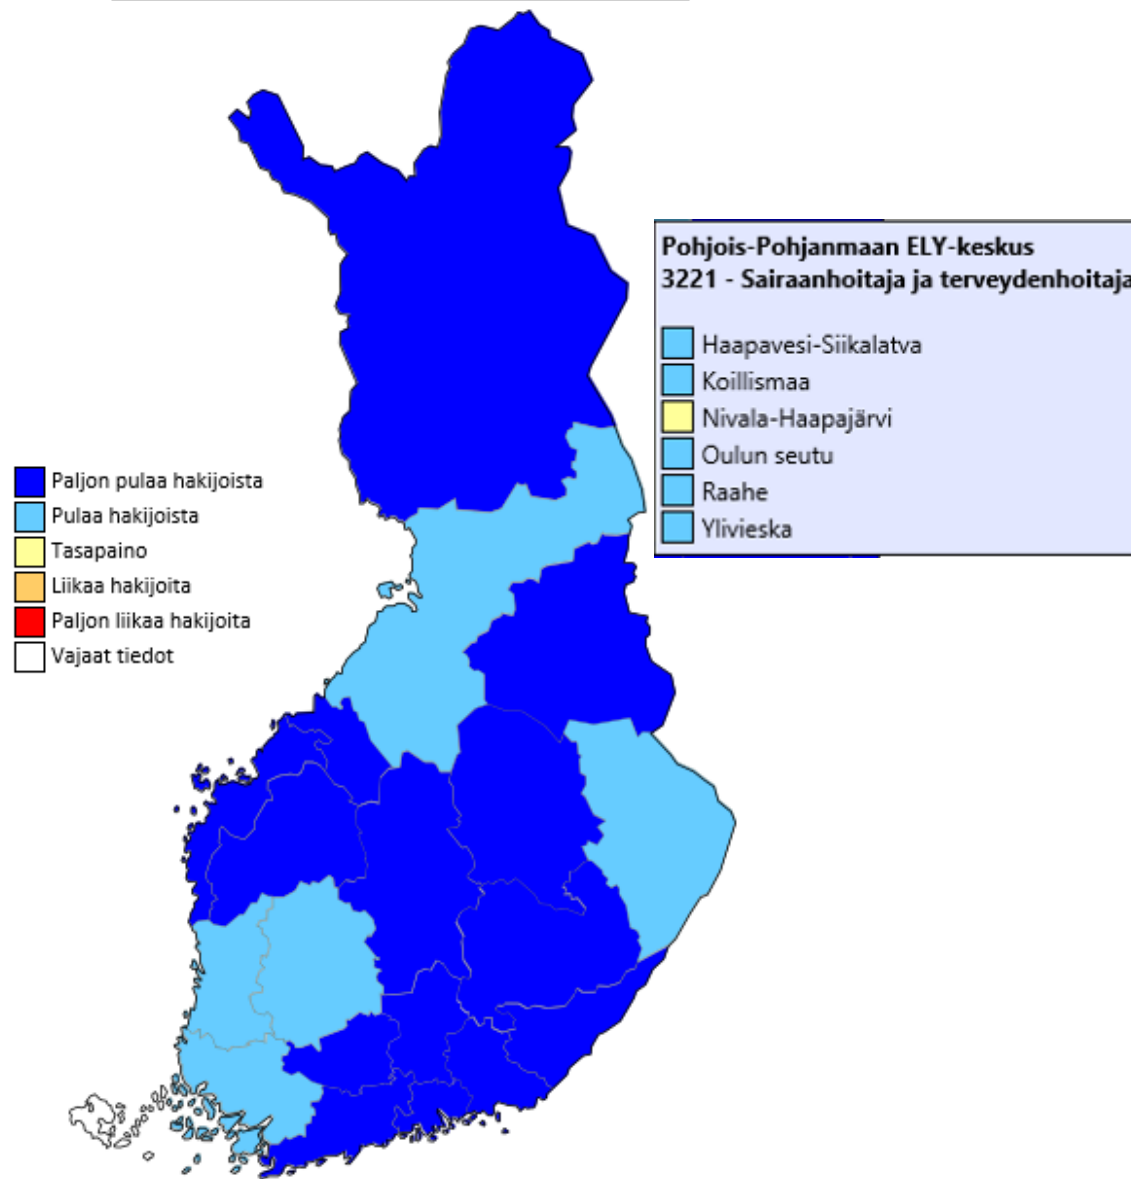 Pohjois-Pohjanmaan ELY-keskus
3221 - Sairaanhoitaja ja terveydenhoitaja
Haapavesi-Siikalatva
Koillismaa
Nivala-Haapajärvi
Oulun seutu
Raahe
Ylivieska
Paljon pulaa hakijoista
Pulaa hakijoista
Tasapaino
Liikaa hakijoita
Paljon liikaa hakijoita
Vajaat tiedot